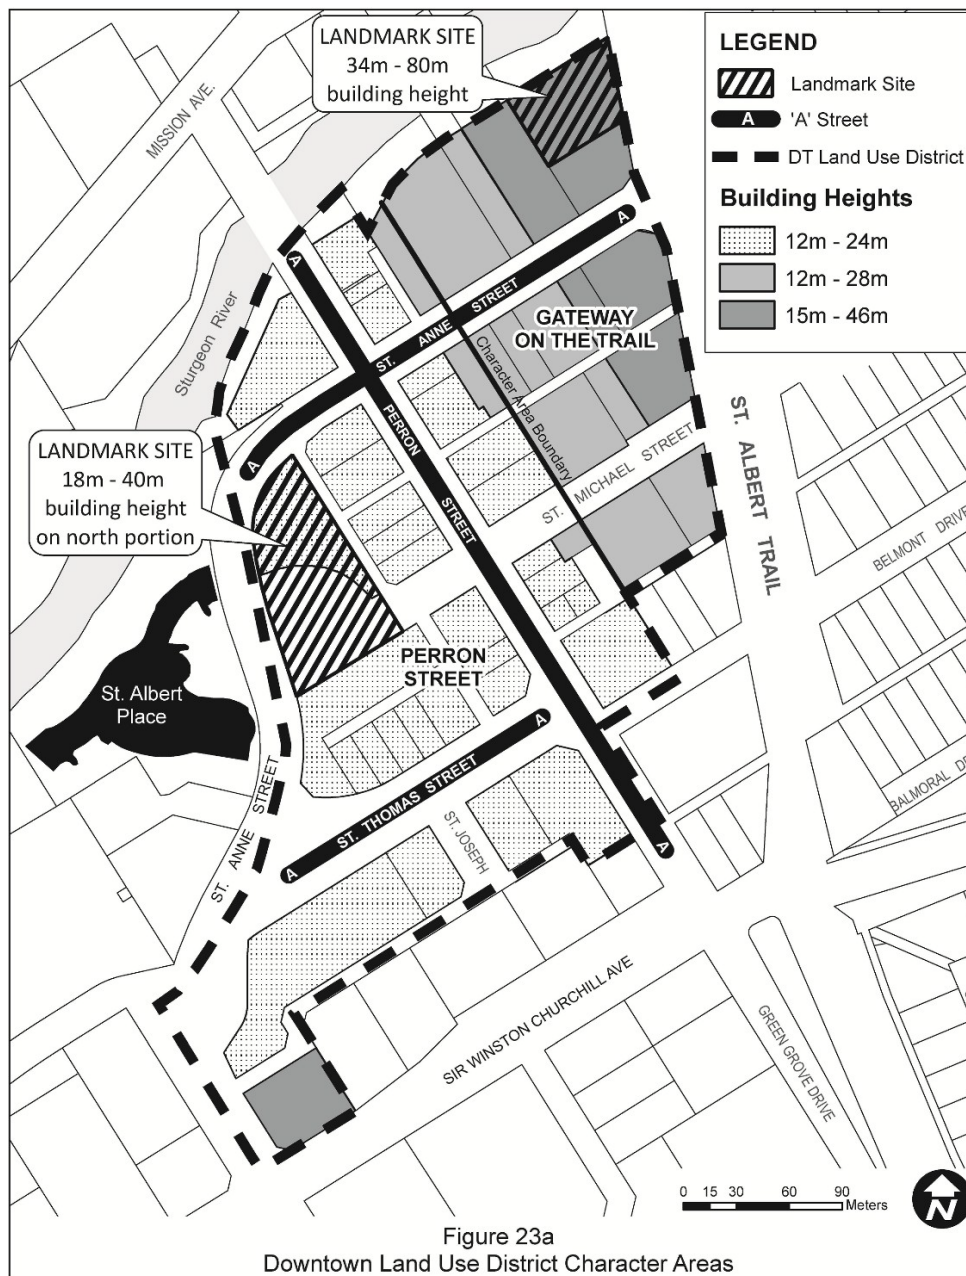 LANDMARK SITE
34m - 80m
building height
LEGEND
Landmark Site
A
'A' Street
DT Land Use District
Building Heights
12m - 24m
12m - 28m
15m - 46m
MISSION AVE.
A
A
Sturgeon River
ST. ANNE STREET
GATEWAY
ON THE TRAIL
Character Area Boundary
PERRON STREET
A
LANDMARK SITE
18m - 40m
building height
on north portion
ST. MICHAEL STREET
ST. ALBERT TRAIL
BELMONT DRIVE
PERRON
STREET
St. Albert
Place
A
ST. THOMAS STREET
A
ST. ANNE STREET
ST. JOSEPH
A
BALMORAL DR
SIR WINSTON CHURCHILL AVE
GREEN GROVE DRIVE
0 15 30 60 90
Meters
N
Figure 23a
Downtown Land Use District Character Areas